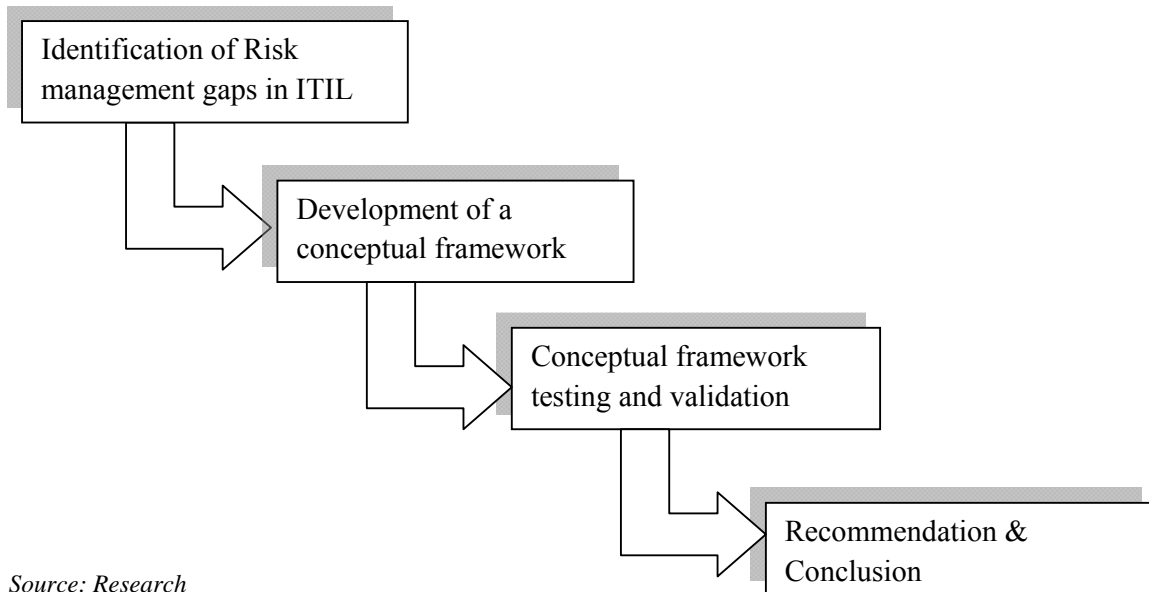 Identification of Risk
management gaps in ITIL
Development of a
conceptual framework
Conceptual framework
testing and validation
Recommendation &
Conclusion
Source: Research